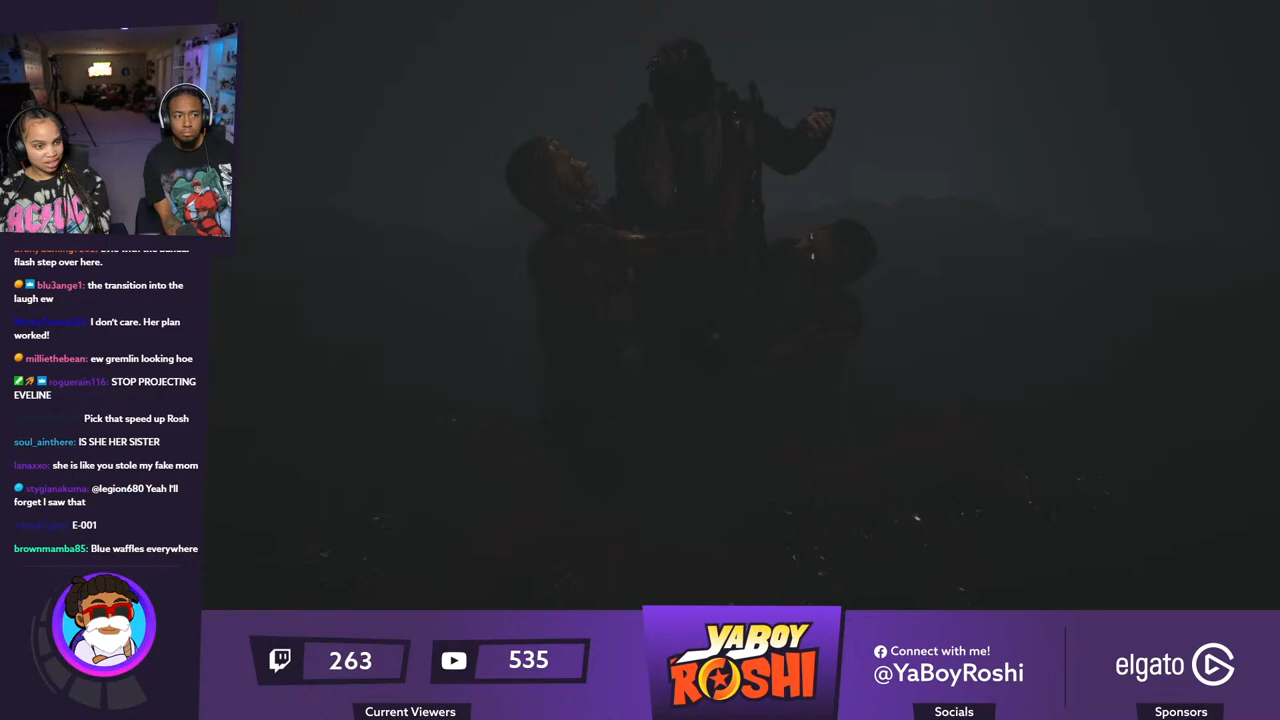 flash step over here.
blu3ange1: the transition into the
laugh ew
I don't care. Her plan
worked!
milliethebean: ew gremlin looking hoe
roguerain116: STOP PROJECTING
EVELINE
Pick that speed up Rosh
soul_ainthere: IS SHE HER SISTER
lanaxxo: she is like you stole my fake mom
stygianakuma: @legion680 Yeah I'll
forget I saw that
E-001
brownmamba85: Blue waffles everywhere
263
535
Current Viewers
YABOY
ROSHI
Connect with me!
@YaBoyRoshi
Socials
elgato
Sponsors